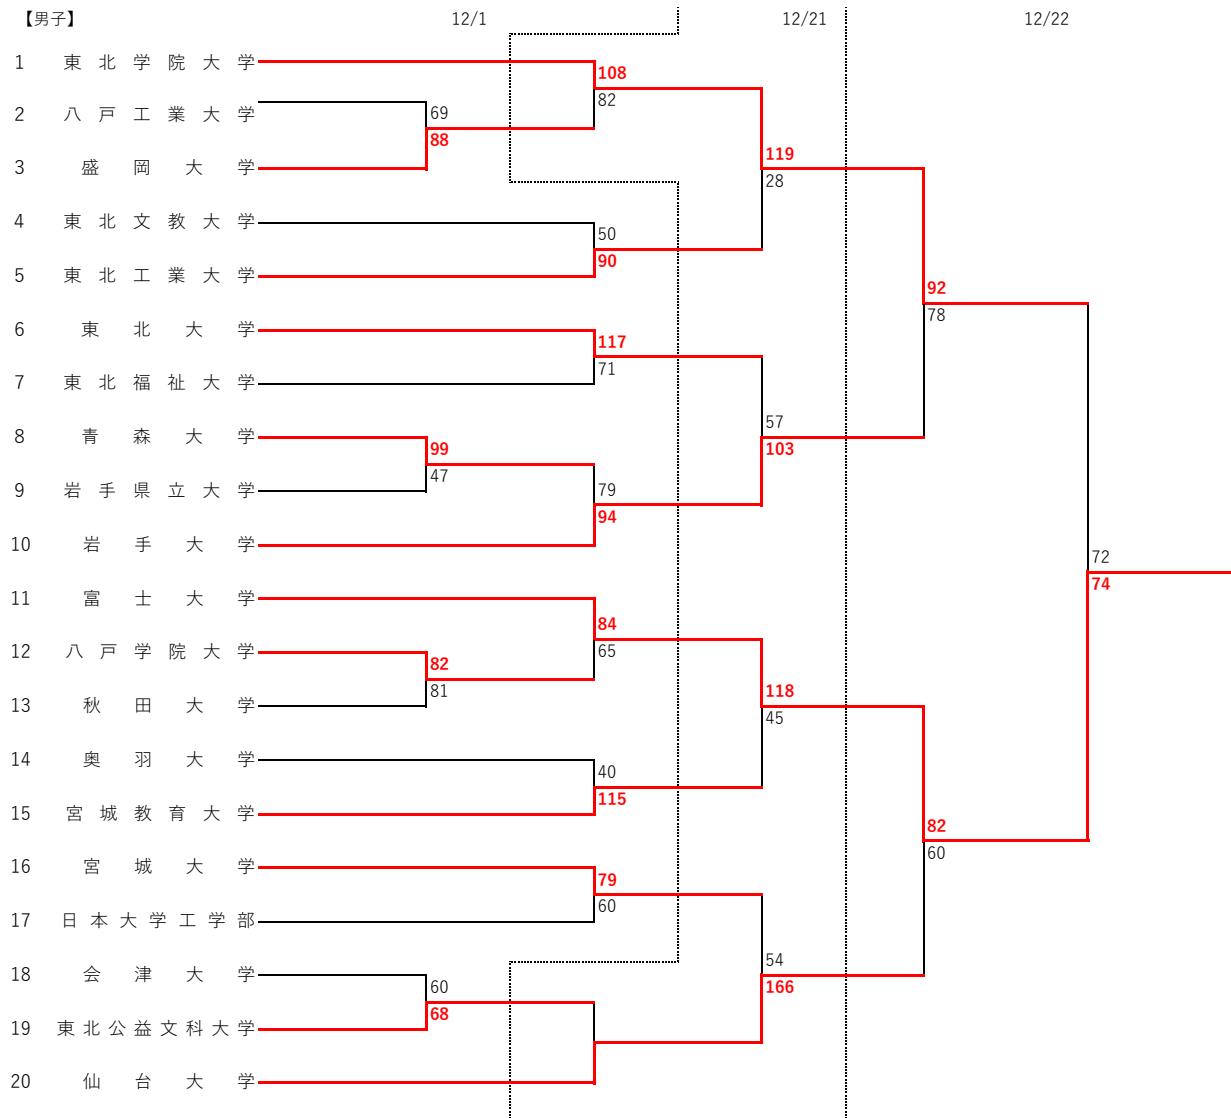 【男子】 12/1 12/21 12/22
1 東北学院大学
108
82
2 八戸工業大学
69
88
3 盛岡大学
119
28
4 東北文教大学
50
90
5 東北工業大学
92
78
6 東北大学
117
71
7 東北福祉大学
57
103
8 青森大学
99
47
9 岩手県立大学
79
94
10 岩手大学
72
74
11 富士大学
84
65
12 八戸学院大学
82
81
13 秋田大学
118
45
14 奥羽大学
40
115
15 宮城教育大学
82
60
16 宮城大学
79
60
17 日本大学工学部
54
166
18 会津大学
60
68
19 東北公益文科大学
20 仙台大学